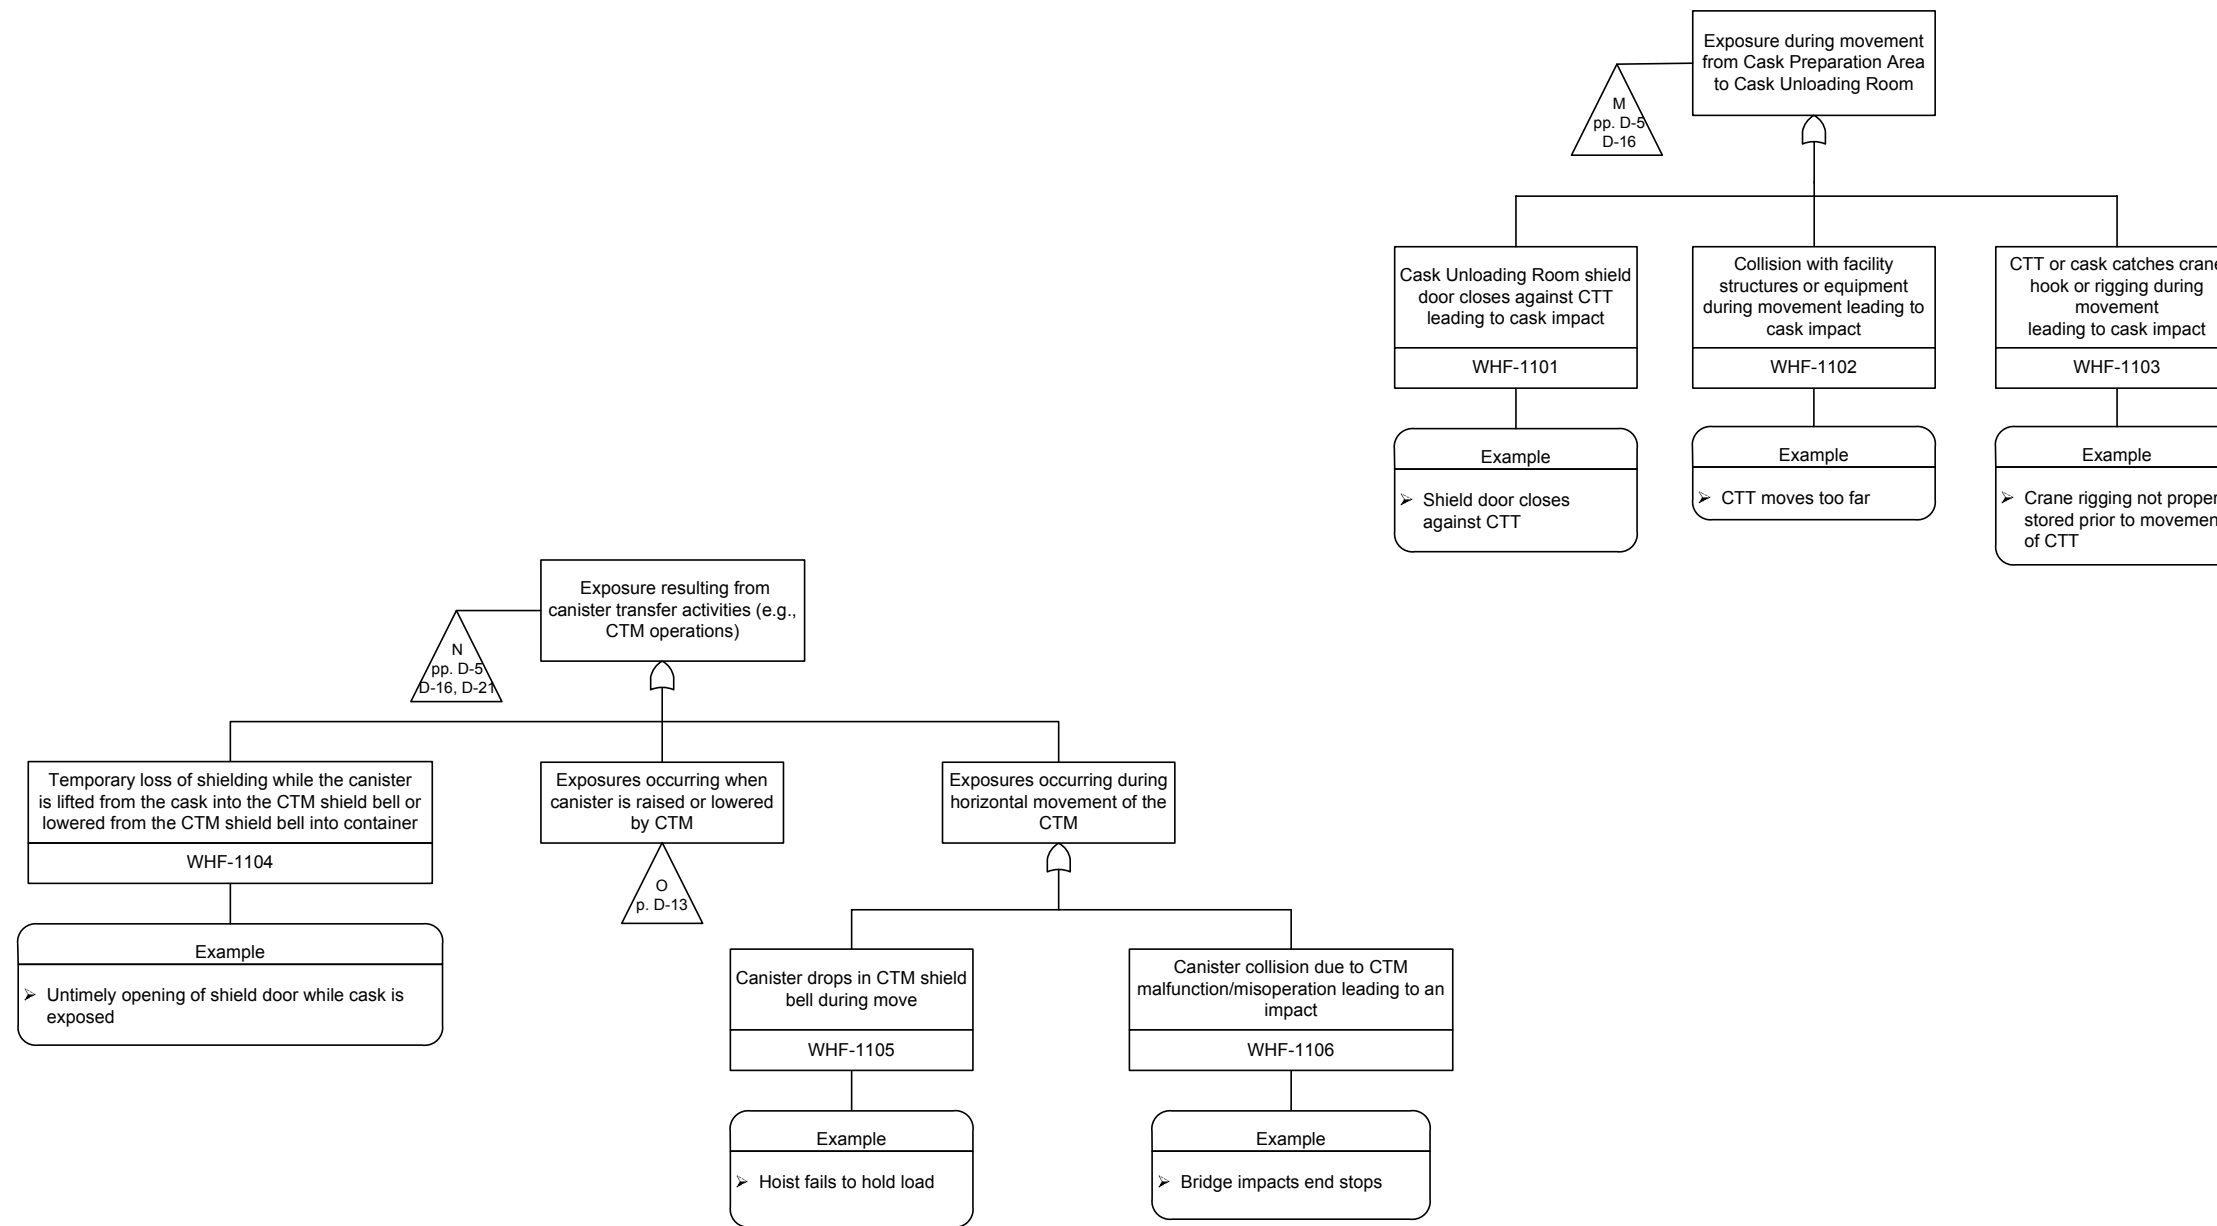 Exposure during movement
from Cask Preparation Area
to Cask Unloading Room
M
pp. D-5
D-16
Cask Unloading Room shield
door closes against CTT
leading to cask impact
WHF-1101
Collision with facility
structures or equipment
during movement leading to
cask impact
WHF-1102
CTT or cask catches
hook or rigging during
movement
leading to cask impact
WHF-1103
Example
➢ Shield door closes
against CTT
Example
➢ CTT moves too far
Example
➢ Crane rigging not
stored prior to
of CTT
Exposure resulting from
canister transfer activities (e.g.,
CTM operations)
N
pp. D-5
D-16, D-21
Temporary loss of shielding while the canister
is lifted from the cask into the CTM shield bell or
lowered from the CTM shield bell into container
WHF-1104
Exposures occurring when
canister is raised or lowered
by CTM
O
p. D-13
Exposures occurring during
horizontal movement of the
CTM
Example
➢ Untimely opening of shield door while cask is
exposed
Canister drops in CTM shield
bell during move
WHF-1105
Canister collision due to CTM
malfunction/misoperation leading to an
impact
WHF-1106
Example
➢ Hoist fails to hold load
Example
➢ Bridge impacts end stops